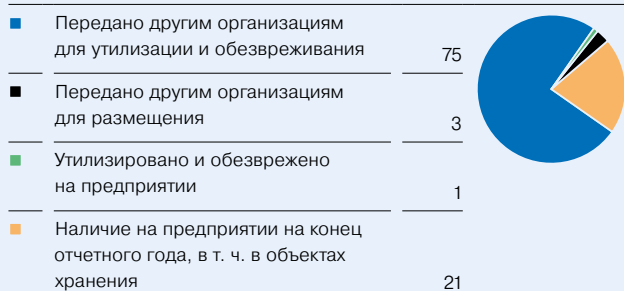 Передано другим организациям
для утилизации и обезвреживания 75
Передано другим организациям
для размещения 3
Утилизировано и обезврежено
на предприятии 1
Наличие на предприятии на конец
отчетного года, в т. ч. в объектах
хранения 21